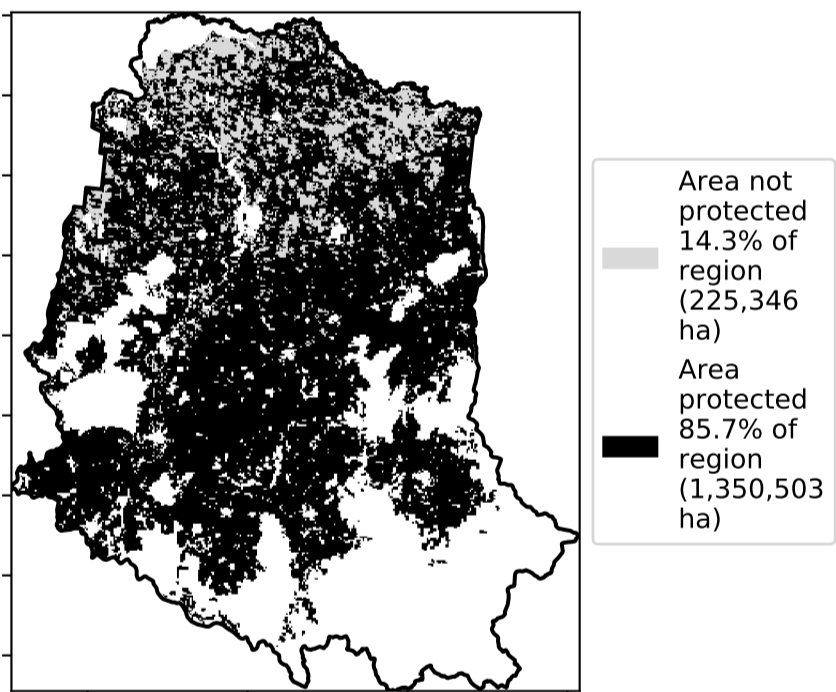 Area not
protected
14.3% of
region
(225,346
ha)
Area
protected
85.7% of
region
(1,350,503
ha)